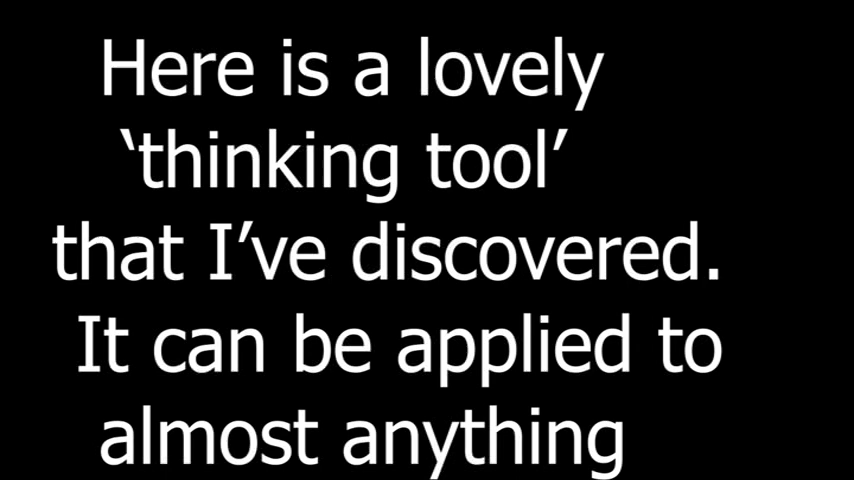 Here is a lovely
‘thinking tool’
that I’ve discovered.
It can be applied to
almost anything